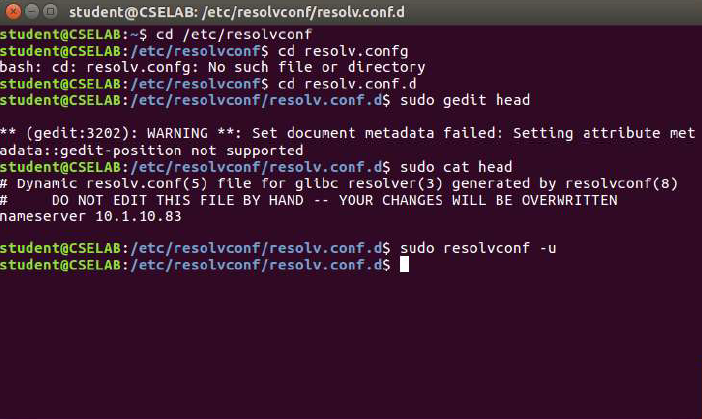 student@CSELAB: /etc/resolvconf/resolv.conf.d
student@CSELAB:~$ cd /etc/resolvconf
student@CSELAB:/etc/resolvconf$ cd resolv.confg
bash: cd: resolv.confg: No such file or directory
student@CSELAB:/etc/resolvconf$ cd resolv.conf.d
student@CSELAB:/etc/resolvconf/resolv.conf.d$ sudo gedit head
** (gedit:3202): WARNING **: Set document metadata failed: Setting attribute met
adata::gedit-position not supported
student@CSELAB:/etc/resolvconf/resolv.conf.d$ sudo cat head
# Dynamic resolv.conf(5) file for glibc resolver(3) generated by resolvconf(8)
#     DO NOT EDIT THIS FILE BY HAND -- YOUR CHANGES WILL BE OVERWRITTEN
nameserver 10.1.10.83
student@CSELAB:/etc/resolvconf/resolv.conf.d$ sudo resolvconf -u
student@CSELAB:/etc/resolvconf/resolv.conf.d$